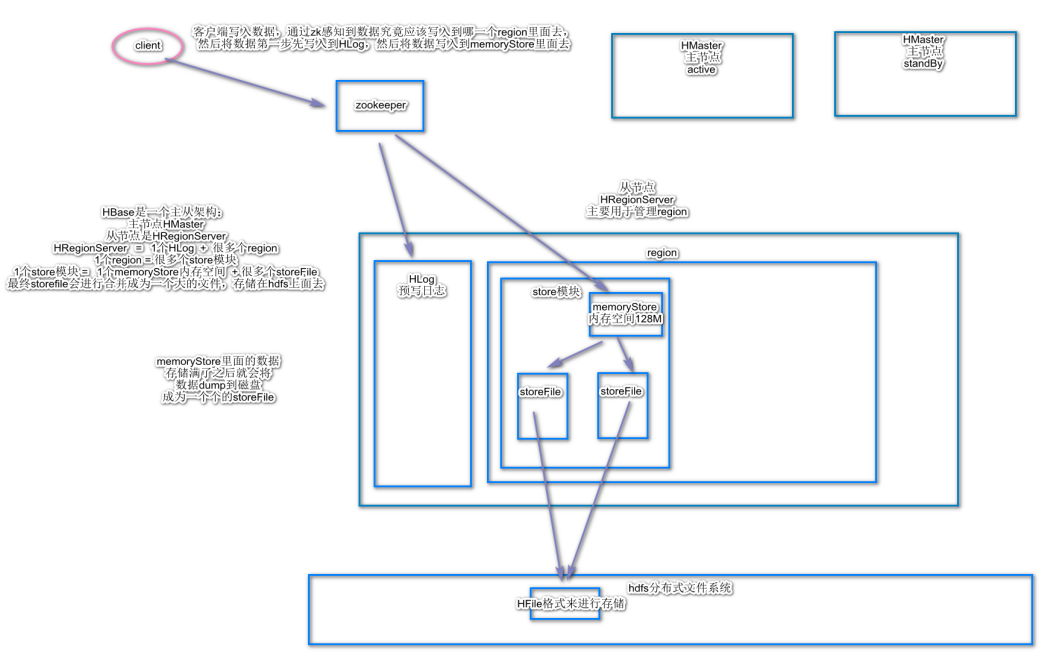 客户端写入数据，通过zk感知到数据究竟应该写入到哪一个region里面去，
然后将数据第一步先写入到HLog，然后将数据写入到memoryStore里面去
client
zookeeper
HMaster
主节点
active
HMaster
主节点
standBy
从节点
HRegionServer
主要用于管理region
HBase是一个主从架构：
主节点HMaster
从节点是HRegionServer
HRegionServer = 1个HLog + 很多个region
1个region = 很多个store模块
1个store模块 = 1个memoryStore内存空间 + 很多个storeFile
最终storefile会进行合并成为一个大的文件，存储在hdfs上面去
region
HLog
预写日志
store模块
memoryStore
内存空间128M
memoryStore里面的数据
存储满了之后就会将
数据dump到磁盘
成为一个个的storeFile
storeFile
storeFile
hdfs分布式文件系统
HFile格式来进行存储